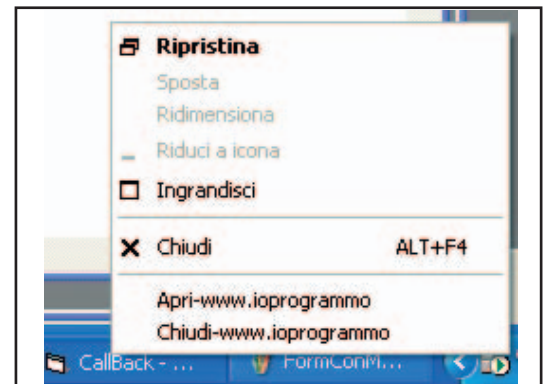 Ripristina
Sposta
Ridimensiona
Riduci a icona
Ingrandisci
Chiudi ALT+F4
Apri-www.ioprogrammo
Chiudi-www.ioprogrammo
CallBack - ... FormConM...